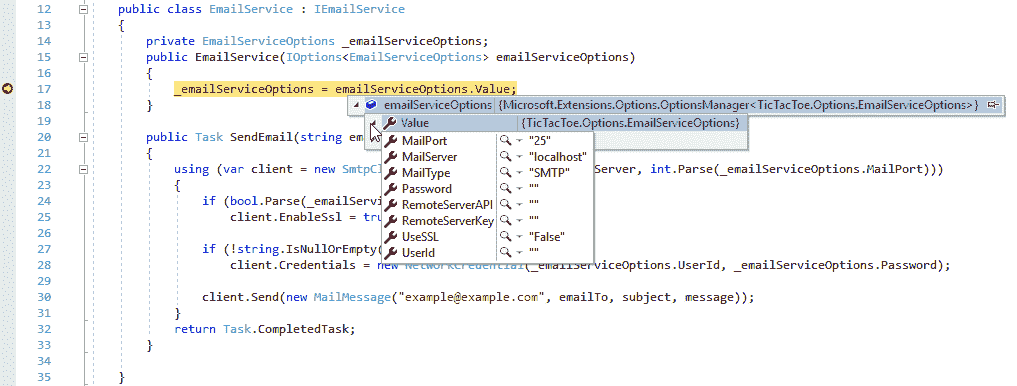 12 public class EmailService : IEmailService
13 {
14 private EmailServiceOptions _emailServiceOptions;
15 public EmailService(IOptions<EmailServiceOptions> emailServiceOptions)
16 {
17 _emailServiceOptions = emailServiceOptions.Value;
18 }
emailServiceOptions {Microsoft.Extensions.Options.OptionsManager<TicTacToe.Options.EmailServiceOptions>}
19
Value {TicTacToe.Options.EmailServiceOptions}
20 public Task SendEmail(string em
MailPort "25"
21 {
MailServer "localhost"
22 using (var client = new SmtpCl Server, int.Parse(_emailServiceOptions.MailPort)))
MailType "SMTP"
23 {
Password ""
24 if (bool.Parse(_emailServi
RemoteServerAPI ""
25 client.EnableSsl = tru
RemoteServerKey ""
26
UseSSL "False"
27 if (!string.IsNullOrEmpty(
UserId ""
28 client.Credentials = new NetworkCredential(_emailServiceOptions.UserId, _emailServiceOptions.Password);
29
30 client.Send(new MailMessage("example@example.com", emailTo, subject, message));
31 }
32 return Task.CompletedTask;
33 }
34
35 }